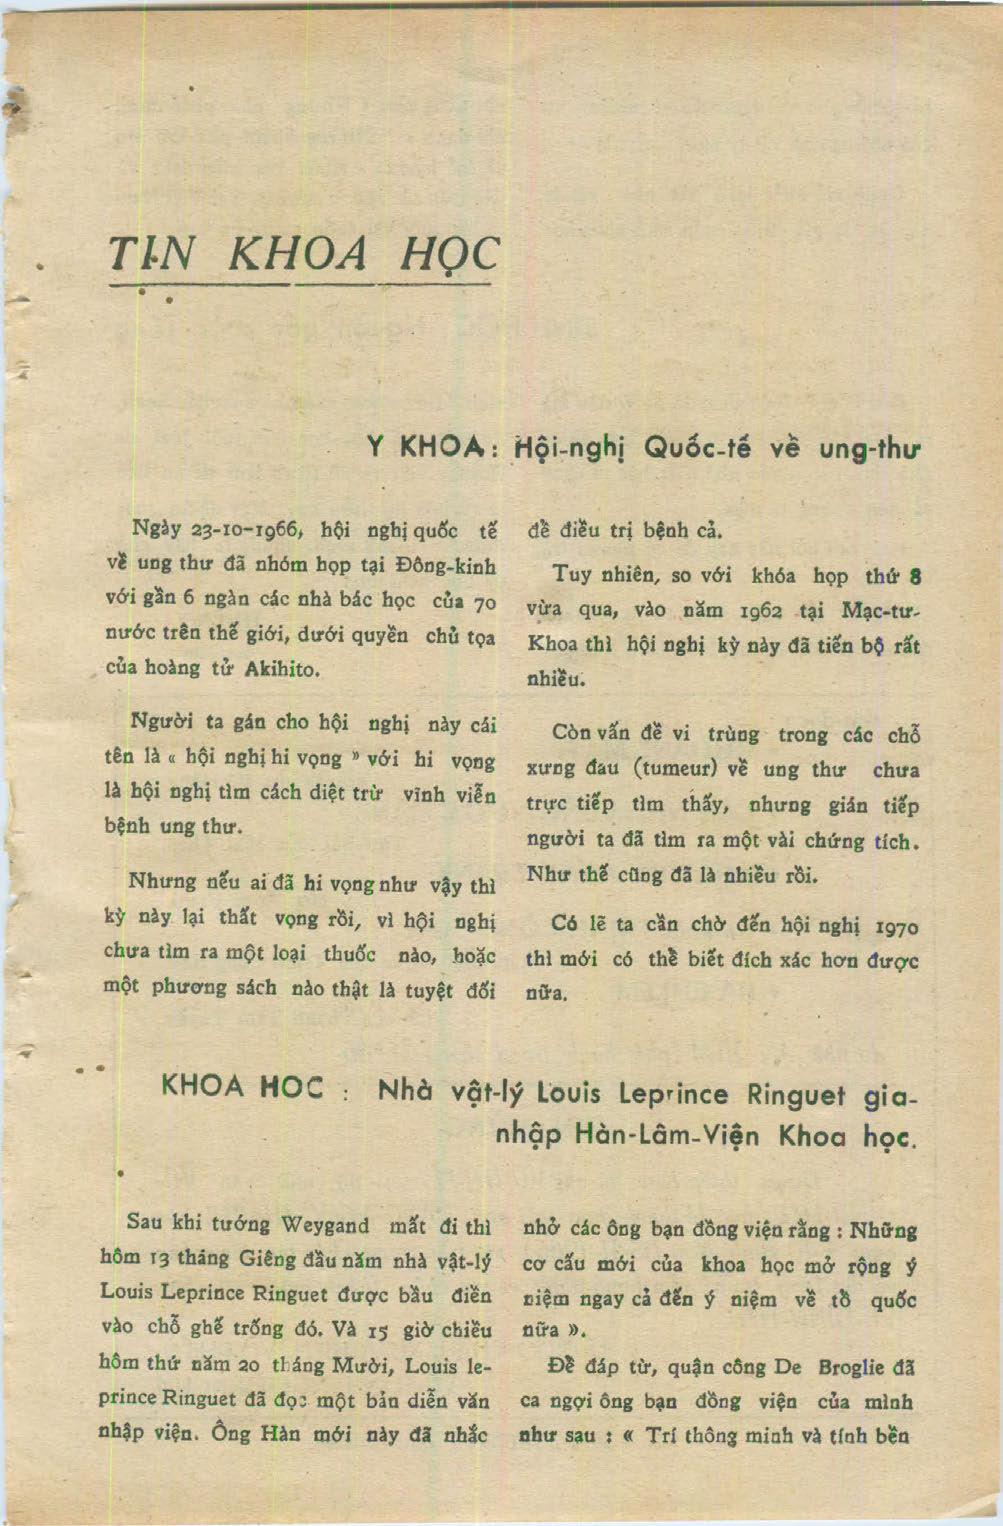 TIN KHOA HỌC
Y KHOA: Hội-nghị Quốc-tế về ung-thư
Ngày 23-10-1966, hội nghị quốc tế
về ung thư đã nhóm họp tại Đông-kinh
với gần 6 ngàn các nhà bác học của 70
nước trên thế giới, dưới quyền chủ tọa
của hoàng tử Akihito.
Người ta gán cho hội nghị này cái
tên là « hội nghị hi vọng » với hi vọng
là hội nghị tìm cách diệt trừ vĩnh viễn
bệnh ung thư.
Nhưng nếu ai đã hi vọng như vậy thì
kỳ này lại thất vọng rồi, vì hội nghị
chưa tìm ra một loại thuốc nào, hoặc
một phương sách nào thật là tuyệt đối
để điều trị bệnh cả.
Tuy nhiên, so với khóa họp thứ 8
vừa qua, vào năm 1962 tại Mạc-tư-
Khoa thì hội nghị kỳ này đã tiến bộ rất
nhiều.
Còn vấn đề vi trùng trong các chỗ
xưng đau (tumeur) về ung thư chưa
trực tiếp tìm thấy, nhưng gián tiếp
người ta đã tìm ra một vài chứng tích.
Như thế cũng đã là nhiều rồi.
Có lẽ ta cần chờ đến hội nghị 1970
thì mới có thể biết đích xác hơn được
nữa.
KHOA HOC : Nhà vật-lý Louis Leprince Ringuet gia-
nhập Hàn-Lâm-Viện Khoa học.
Sau khi tướng Weygand mất đi thì
hôm 13 tháng Giêng đầu năm nhà vật-lý
Louis Leprince Ringuet được bầu điền
vào chỗ ghế trống đó. Và 15 giờ chiều
hôm thứ năm 20 tháng Mười, Louis le-
prince Ringuet đã đọc một bản diễn văn
nhập viện. Ông Hàn mới này đã nhắc
nhở các ông bạn đồng viện rằng : Những
cơ cấu mới của khoa học mở rộng ý
niệm ngay cả đến ý niệm về tổ quốc
nữa ».
Để đáp từ, quận công De Broglie đã
ca ngợi ông bạn đồng viện của mình
như sau : « Trí thông minh và tính bền